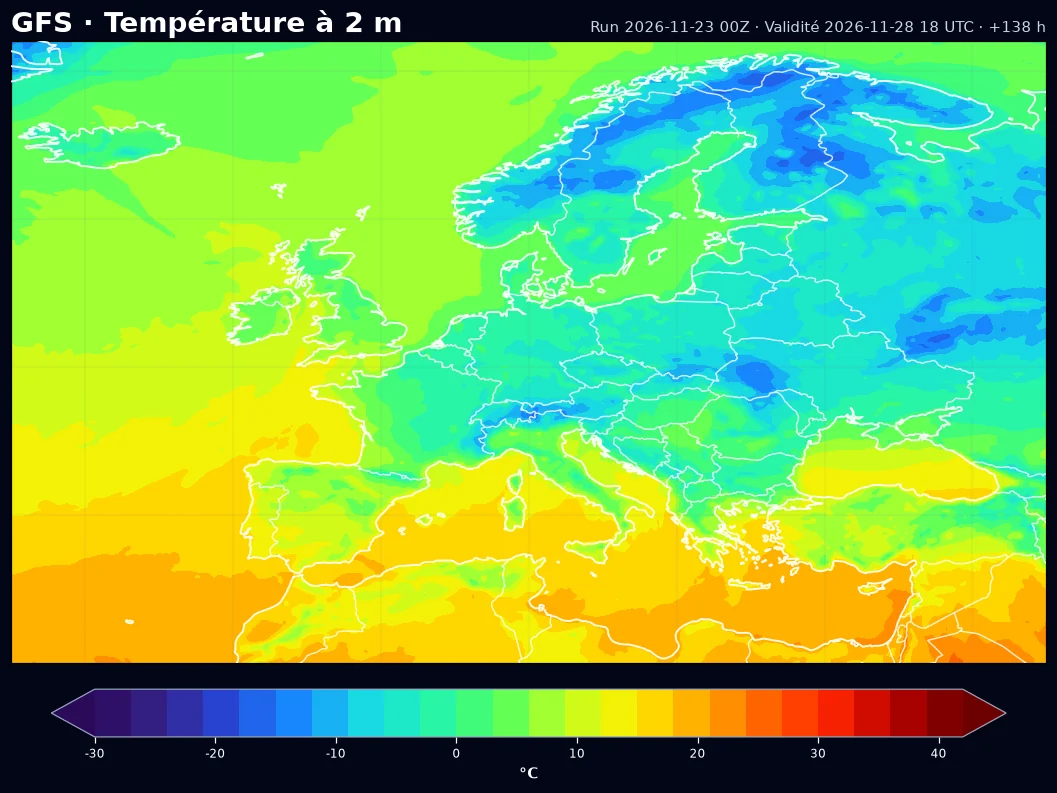 GFS · Température à 2 m
Run 2026-11-23 00Z · Validité 2026-11-28 18 UTC · +138 h
-30 -20 -10 0 10 20 30 40
°C